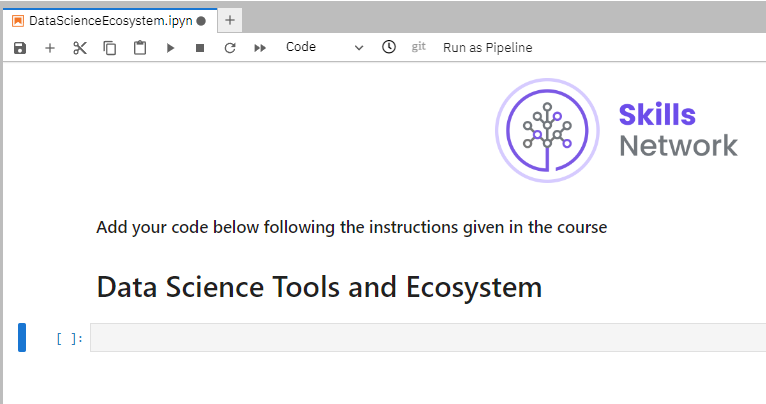 DataScienceEcosystem.ipyn
Code
git
Run as Pipeline
Skills
Network
Add your code below following the instructions given in the course
Data Science Tools and Ecosystem
[ ]: